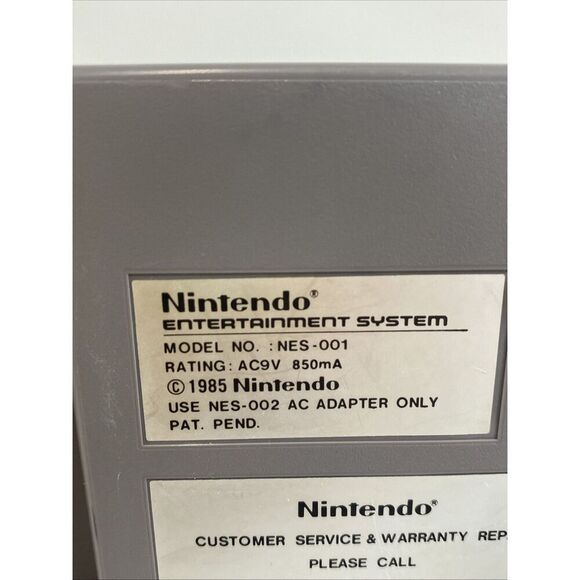 Nintendo®
ENTERTAINMENT SYSTEM
MODEL NO. : NES-001
RATING: AC9V 850mA
© 1985 Nintendo
USE NES-002 AC ADAPTER ONLY
PAT. PEND.
Nintendo®
CUSTOMER SERVICE & WARRANTY REP
PLEASE CALL